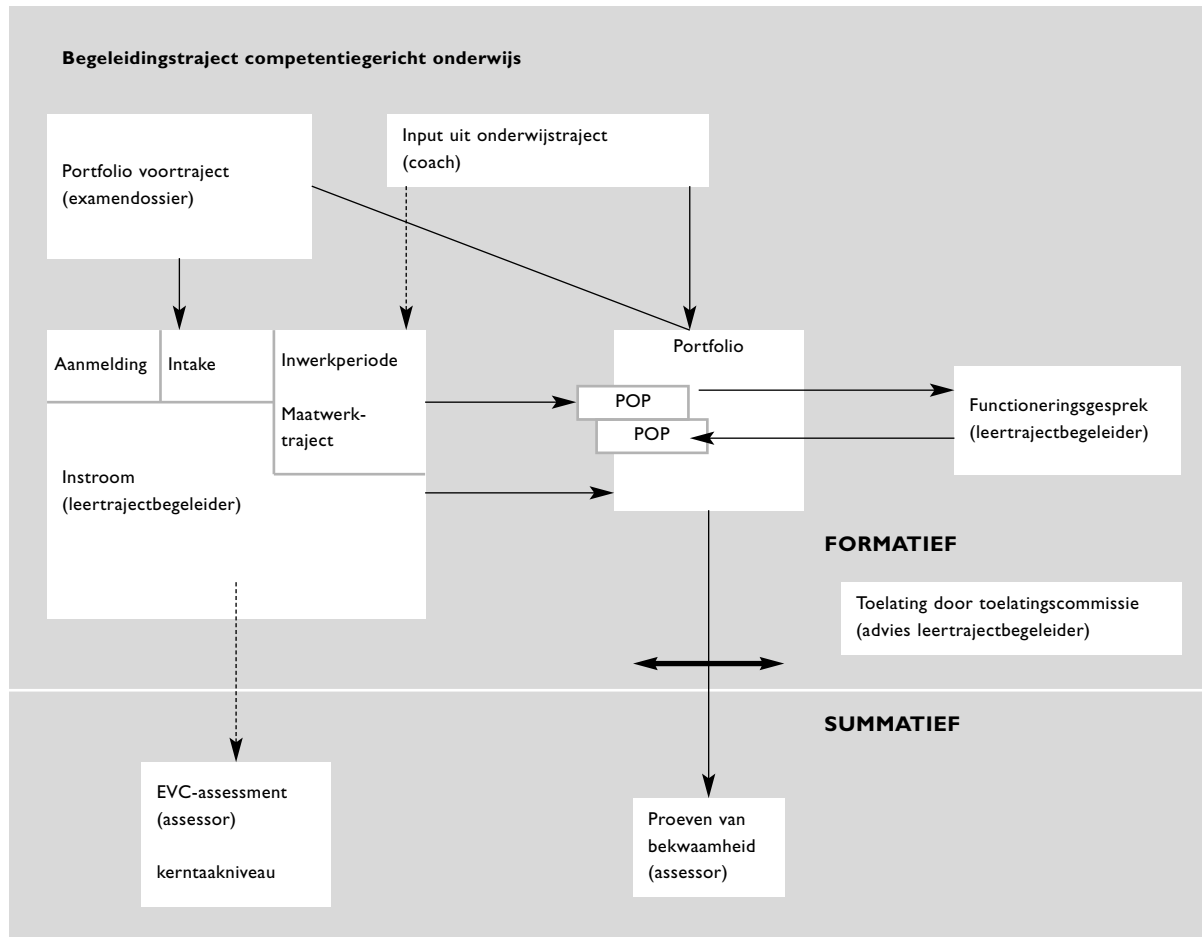 Begeleidingstraject competentiegericht onderwijs
Portfolio voortraject
(examendossier)
Input uit onderwijstraject
(coach)
Aanmelding
Intake
Inwerkperiode
Maatwerk-
traject
Instroom
(leertrajectbegeleider)
Portfolio
POP
POP
Functioneringsgesprek
(leertrajectbegeleider)
FORMATIEF
Toelating door toelatingscommissie
(advies leertrajectbegeleider)
SUMMATIEF
EVC-assessment
(assessor)
kerntaakniveau
Proeven van
bekwaamheid
(assessor)